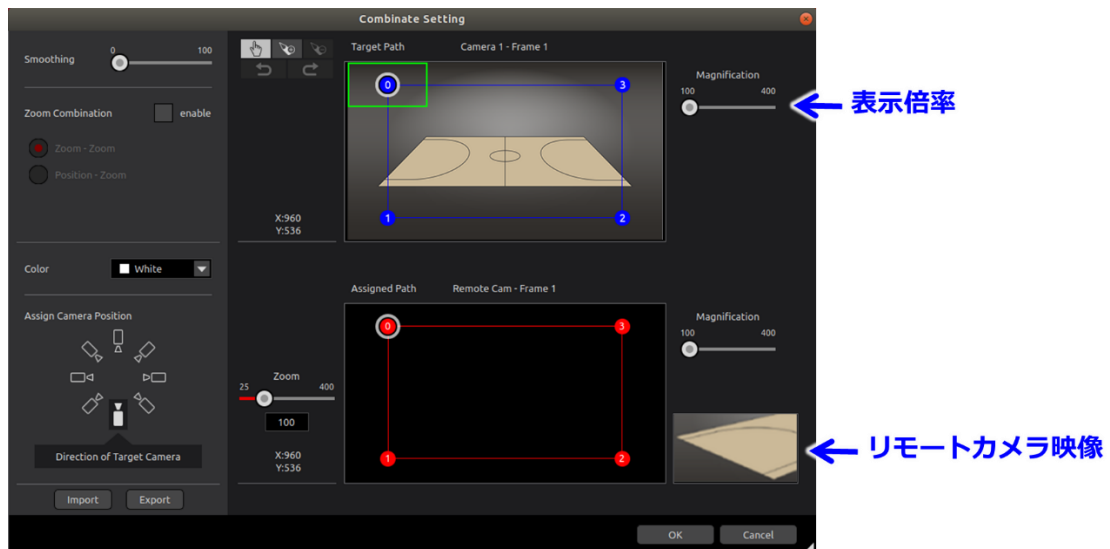 Combinate Setting
Smoothing
0
100
Zoom Combination
enable
Zoom - Zoom
Position - Zoom
Color
White
Assign Camera Position
Direction of Target Camera
Import
Export
Target Path
Camera 1 - Frame 1
0
3
1
2
X:960
Y:536
Magnification
100
400
表示倍率
Assigned Path
Remote Cam - Frame 1
0
3
1
2
Zoom
25
400
100
X:960
Y:536
Magnification
100
400
リモートカメラ映像
OK
Cancel